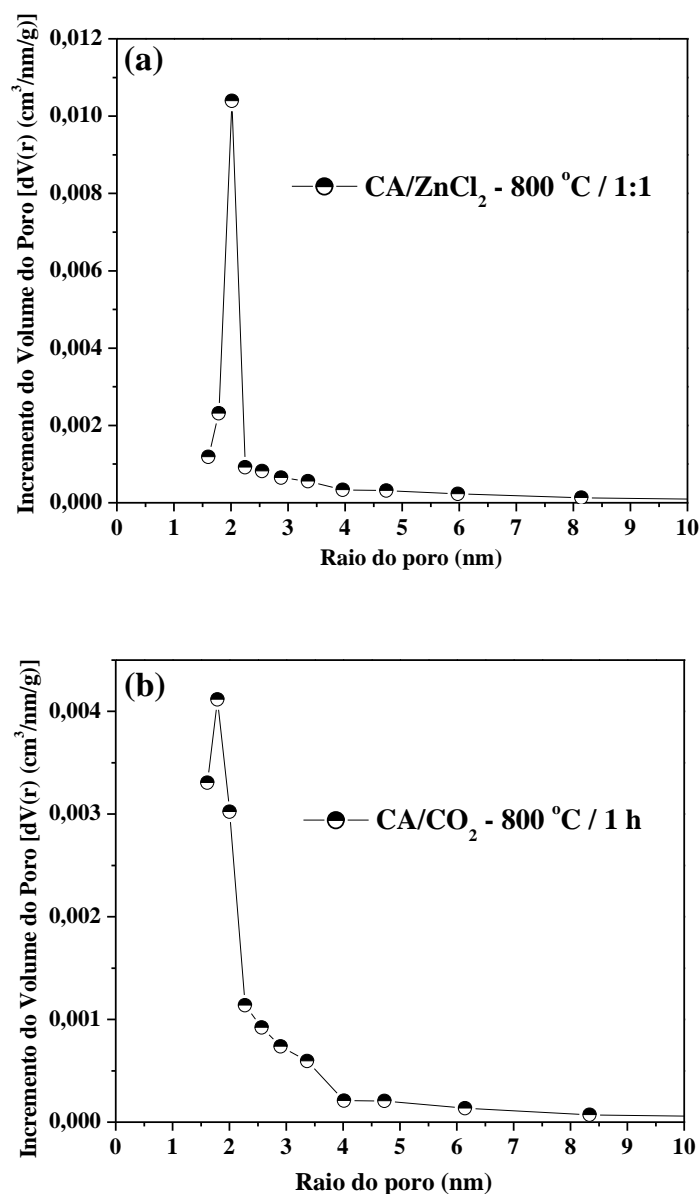 (a)
0,012
0,010
0,008
0,006
0,004
0,002
0,000
Incremento do Volume do Poro [dV(r) (cm³/nm/g)]
CA/ZnCl₂ - 800 °C / 1:1
0 1 2 3 4 5 6 7 8 9 10
Raio do poro (nm)
(b)
0,004
0,003
0,002
0,001
0,000
Incremento do Volume do Poro [dV(r) (cm³/nm/g)]
CA/CO₂ - 800 °C / 1 h
0 1 2 3 4 5 6 7 8 9 10
Raio do poro (nm)